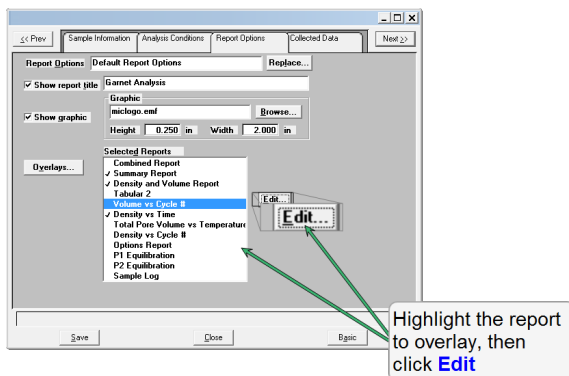 << Prev
Sample Information
Analysis Conditions
Report Options
Collected Data
Next >>
Report Options
Default Report Options
Replace...
Show report title
Garnet Analysis
Graphic
Show graphic
miclogo.emf
Browse...
Height 0.250 in Width 2.000 in
Selected Reports
Overlays...
Combined Report
✓ Summary Report
✓ Density and Volume Report
Tabular 2
Volume vs Cycle #
✓ Density vs Time
Total Pore Volume vs Temperature
Density vs Cycle #
Options Report
P1 Equilibration
P2 Equilibration
Sample Log
Edit...
Edit...
Save
Close
Basic
Highlight the report
to overlay, then
click Edit